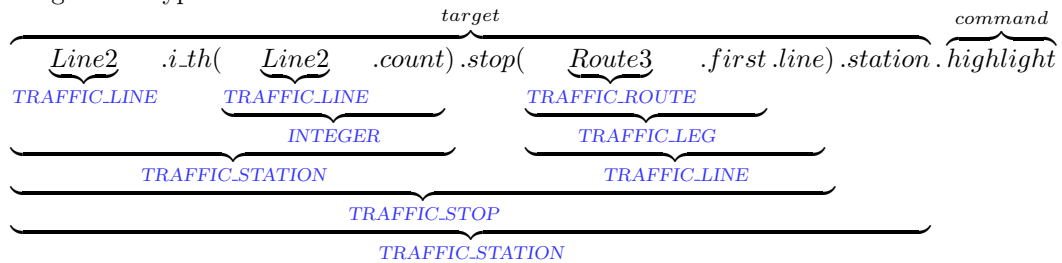 target command
Line2 .i_th( Line2 .count).stop( Route3 .first.line).station.highlight
TRAFFIC_LINE TRAFFIC_LINE TRAFFIC_ROUTE
INTEGER TRAFFIC_LEG
TRAFFIC_STATION TRAFFIC_LINE
TRAFFIC_STOP
TRAFFIC_STATION